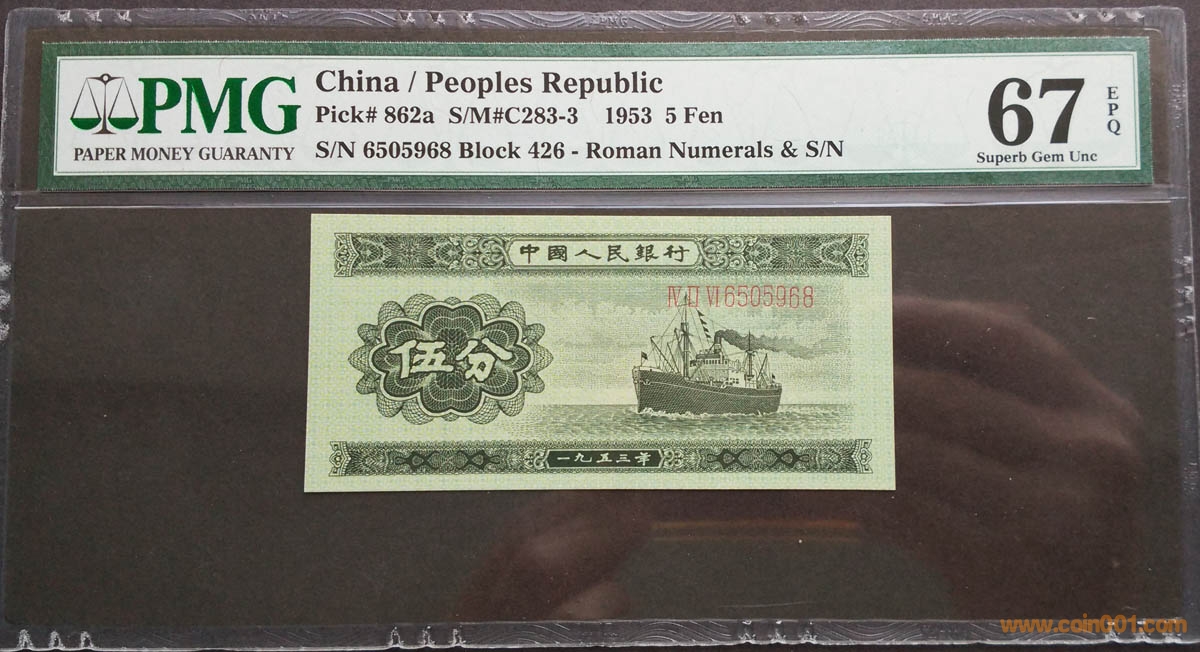 PMG
PMG
PAPER MONEY GUARANTY
China / Peoples Republic
Pick# 862a S/M#C283-3 1953 5 Fen
S/N 6505968 Block 426 - Roman Numerals & S/N
67
EPQ
Superb Gem Unc
中國人民銀行
Ⅳ Ⅱ Ⅵ 6505968
伍分
一九五三年
www.coin001.com